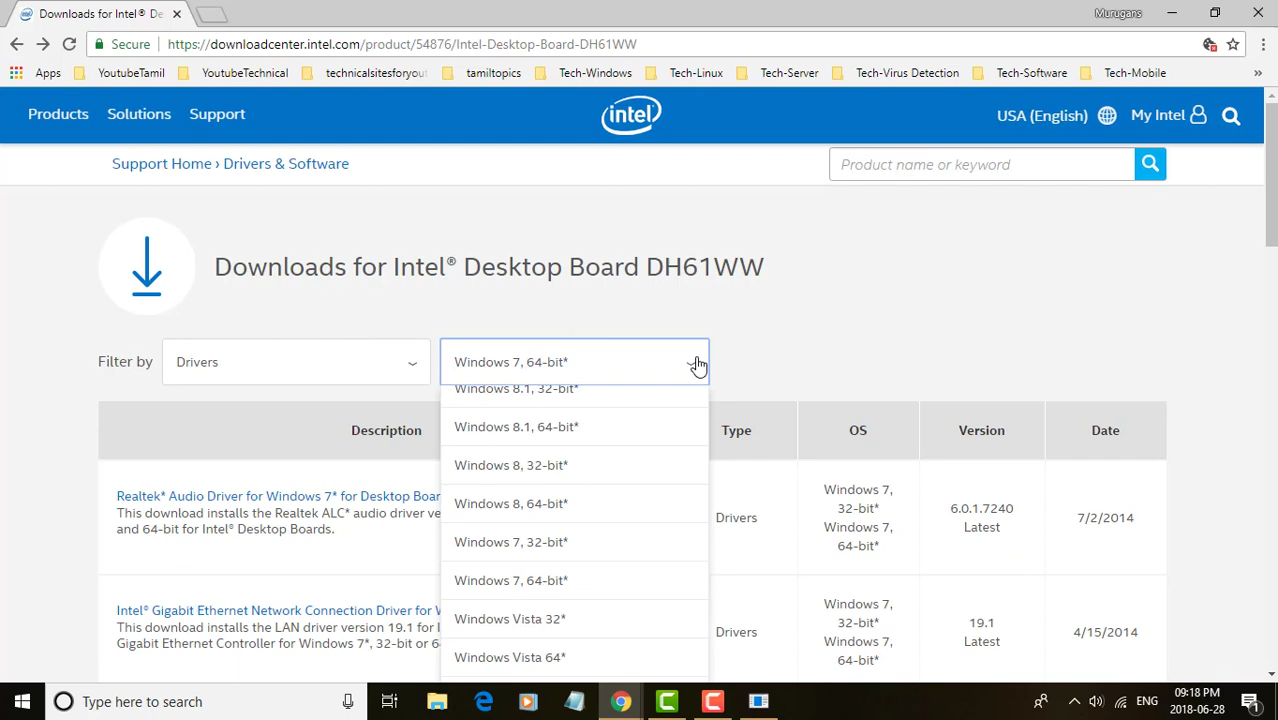 Downloads for Intel® De
Murugans
Secure
https://downloadcenter.intel.com/product/54876/Intel-Desktop-Board-DH61WW
Apps
YoutubeTamil
YoutubeTechnical
technicalsitesforyout
tamiltopics
Tech-Windows
Tech-Linux
Tech-Server
Tech-Virus Detection
Tech-Software
Tech-Mobile
»
Products
Solutions
Support
intel
USA (English)
My Intel
Support Home › Drivers & Software
Product name or keyword
Downloads for Intel® Desktop Board DH61WW
Filter by
Drivers
Windows 7, 64-bit*
Windows 8.1, 32-bit*
Windows 8.1, 64-bit*
Windows 8, 32-bit*
Windows 8, 64-bit*
Windows 7, 32-bit*
Windows 7, 64-bit*
Windows Vista 32*
Windows Vista 64*
Description
Type
OS
Version
Date
Realtek* Audio Driver for Windows 7* for Desktop Boar
This download installs the Realtek ALC* audio driver ve
and 64-bit for Intel® Desktop Boards.
Drivers
Windows 7,
32-bit*
Windows 7,
64-bit*
6.0.1.7240
Latest
7/2/2014
Intel® Gigabit Ethernet Network Connection Driver for W
This download installs the LAN driver version 19.1 for I
Gigabit Ethernet Controller for Windows 7*, 32-bit or 64
Drivers
Windows 7,
32-bit*
Windows 7,
64-bit*
19.1
Latest
4/15/2014
Type here to search
ENG
09:18 PM
2018-06-28
1